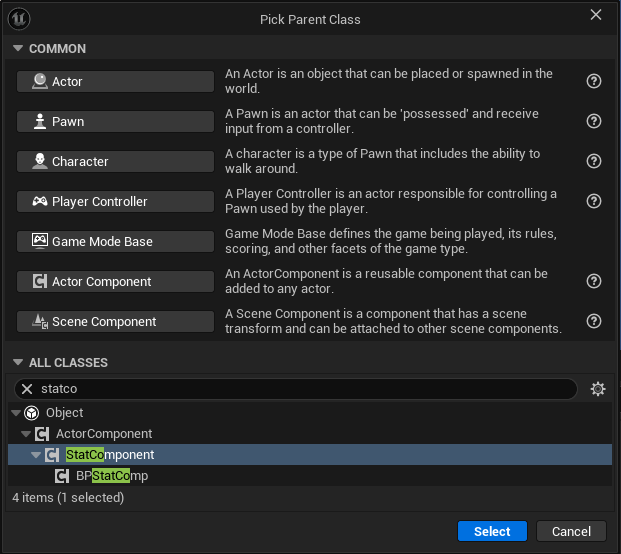 Pick Parent Class
COMMON
Actor
An Actor is an object that can be placed or spawned in the
world.
Pawn
A Pawn is an actor that can be 'possessed' and receive
input from a controller.
Character
A character is a type of Pawn that includes the ability to
walk around.
Player Controller
A Player Controller is an actor responsible for controlling a
Pawn used by the player.
Game Mode Base
Game Mode Base defines the game being played, its rules,
scoring, and other facets of the game type.
Actor Component
An ActorComponent is a reusable component that can be
added to any actor.
Scene Component
A Scene Component is a component that has a scene
transform and can be attached to other scene components.
ALL CLASSES
statco
Object
ActorComponent
StatComponent
BPStatComp
4 items (1 selected)
Select
Cancel